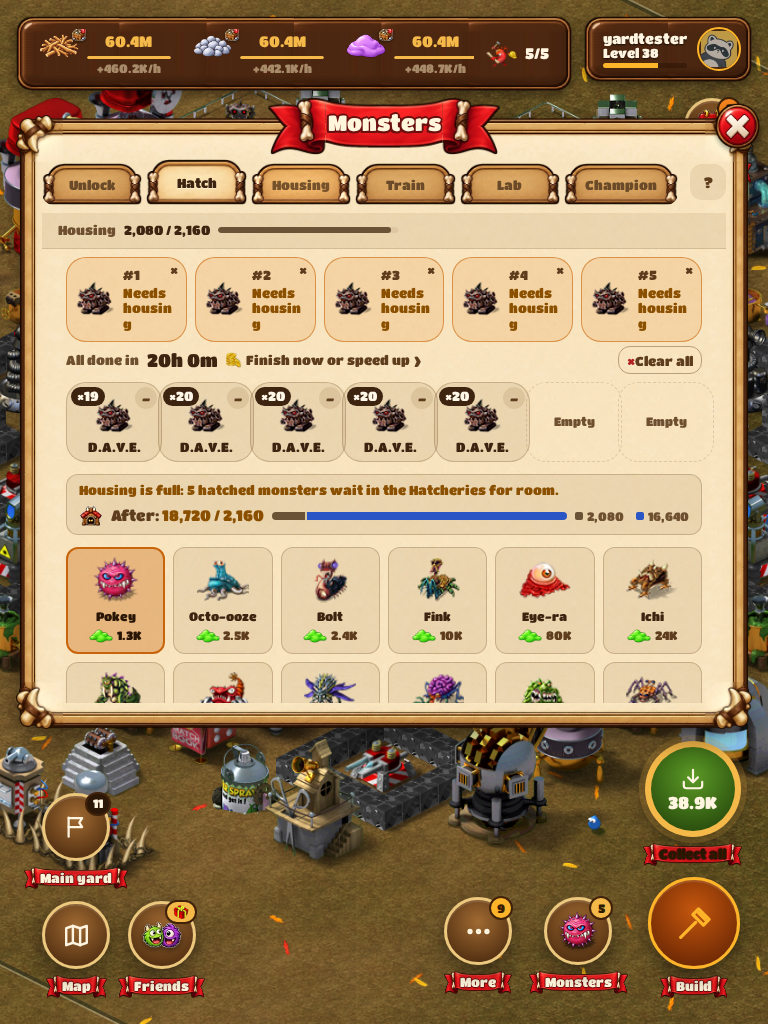 60.4M
60.4M
60.4M
5/5
+460.2K/h
+442.1K/h
+448.7K/h
yardtester
Level 38
Monsters
Unlock
Hatch
Housing
Train
Lab
Champion
?
Housing 2,080 / 2,160
#1
Needs
housin
g
#2
Needs
housin
g
#3
Needs
housin
g
#4
Needs
housin
g
#5
Needs
housin
g
All done in 20h 0m Finish now or speed up ❯
×Clear all
×19
D.A.V.E.
×20
D.A.V.E.
×20
D.A.V.E.
×20
D.A.V.E.
×20
D.A.V.E.
Empty
Empty
Housing is full: 5 hatched monsters wait in the Hatcheries for room.
After: 18,720 / 2,160
2,080
16,640
Pokey
1.3K
Octo-ooze
2.5K
Bolt
2.4K
Fink
10K
Eye-ra
80K
Ichi
24K
SPRAY
38.9K
Collect all
11
Main yard
Map
Friends
9
More
5
Monsters
Build